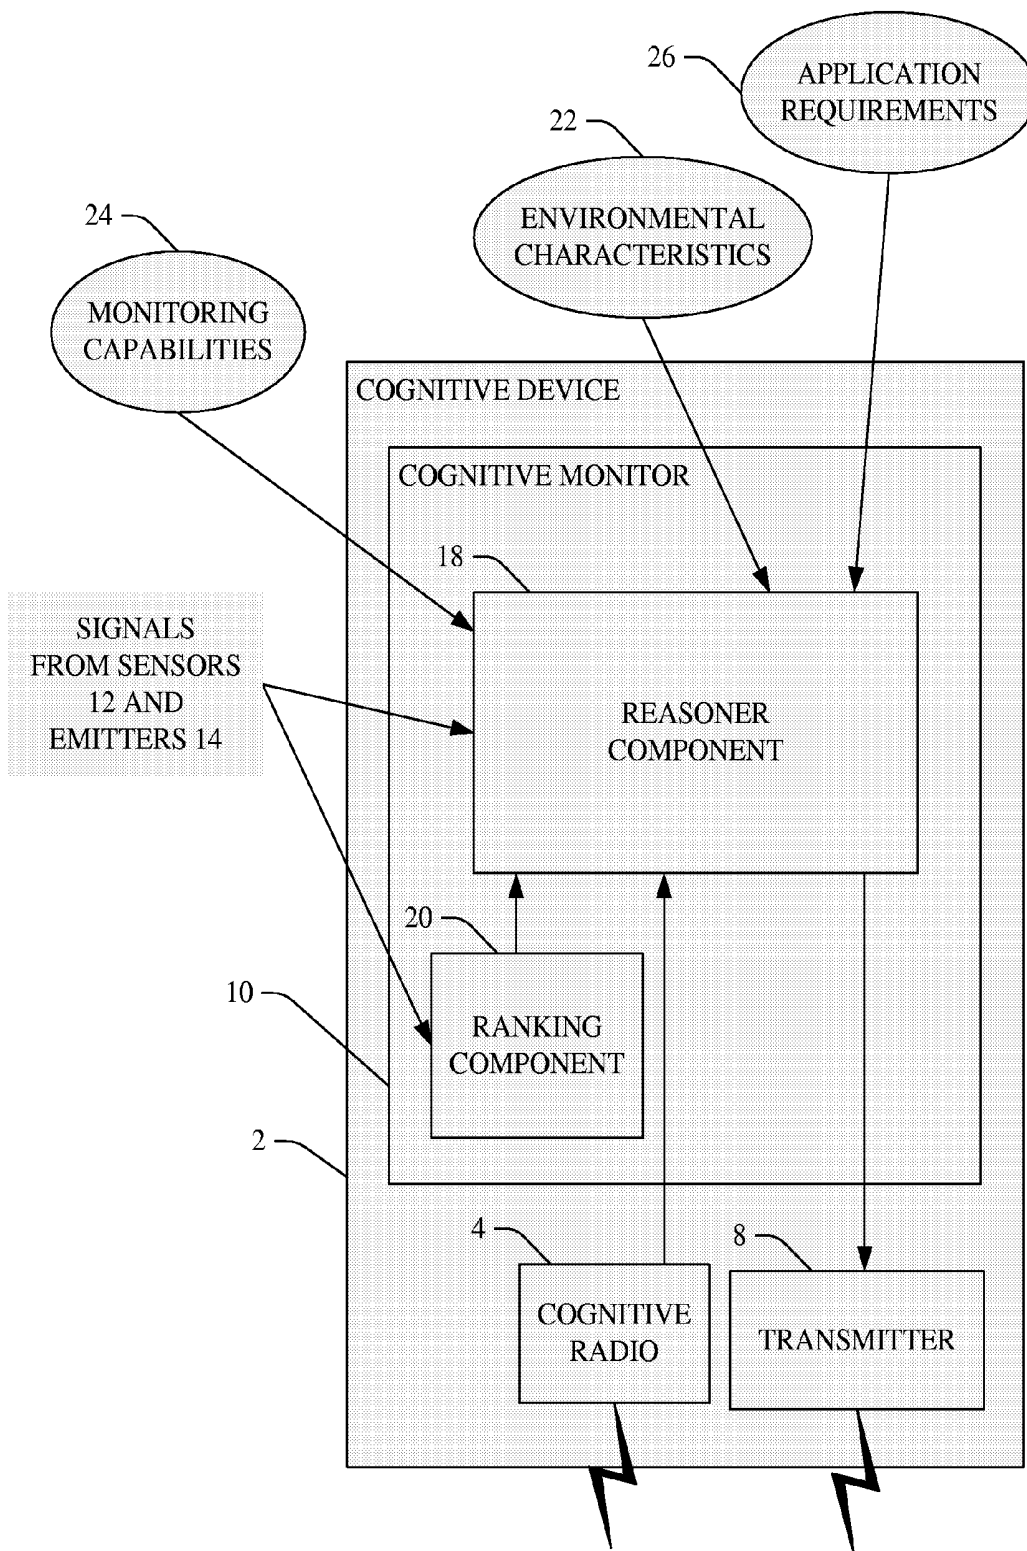 26
APPLICATION
REQUIREMENTS
22
ENVIRONMENTAL
CHARACTERISTICS
24
MONITORING
CAPABILITIES
COGNITIVE DEVICE
COGNITIVE MONITOR
18
SIGNALS
FROM SENSORS
12 AND
EMITTERS 14
REASONER
COMPONENT
20
10
RANKING
COMPONENT
2
4
8
COGNITIVE
RADIO
TRANSMITTER